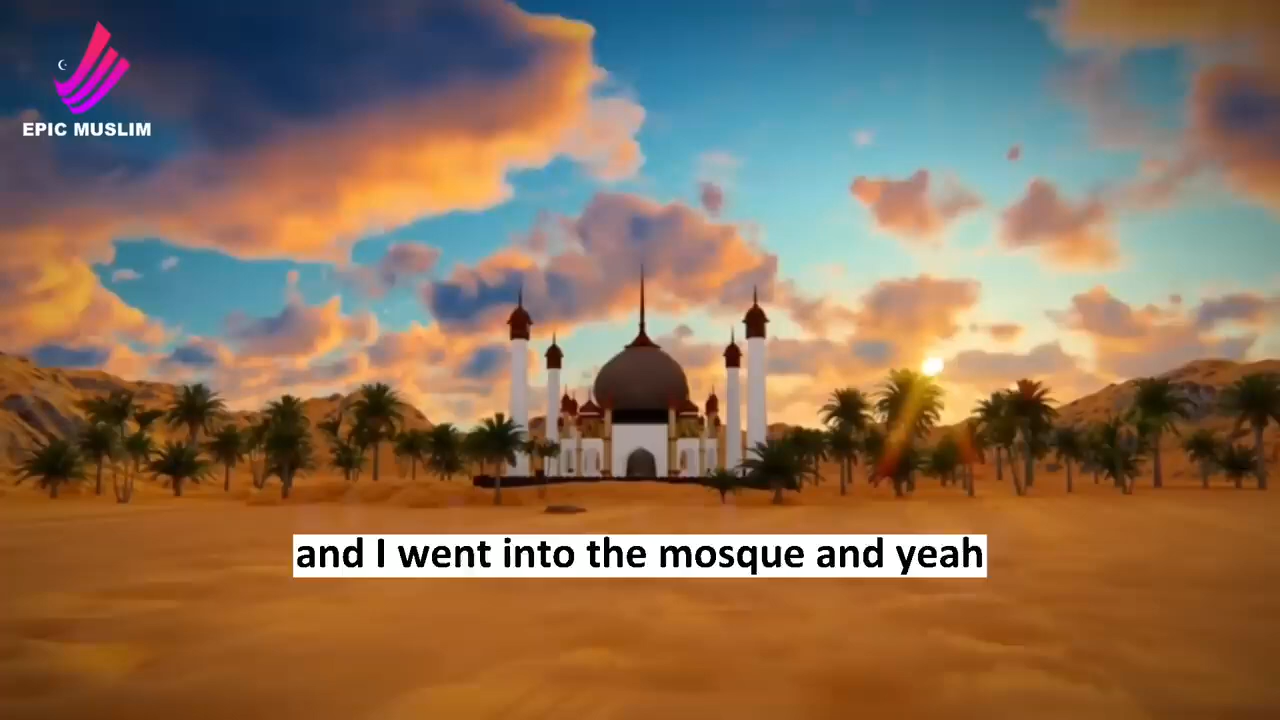 EPIC MUSLIM
and I went into the mosque and yeah